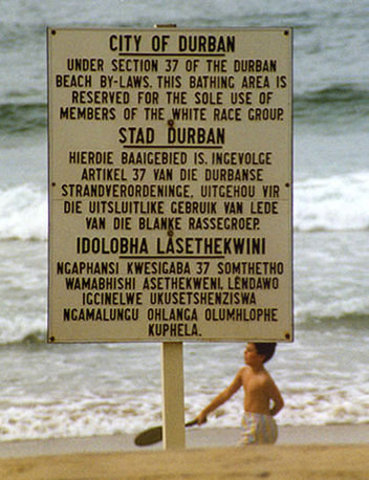 CITY OF DURBAN
UNDER SECTION 37 OF THE DURBAN
BEACH BY-LAWS. THIS BATHING AREA IS
RESERVED FOR THE SOLE USE OF
MEMBERS OF THE WHITE RACE GROUP.
STAD DURBAN
HIERDIE BAAIGEBIED IS. INGEVOLGE
ARTIKEL 37 VAN DIE DURBANSE
STRANDVERORDENINGE, UITGEHOU VIR
DIE UITSLUITLIKE GEBRUIK VAN LEDE
VAN DIE BLANKE RASSEGROEP.
IDOLOBHA LASETHEKWINI
NGAPHANSI KWESIGABA 37 SOMTHETHO
WAMABHISHI ASETHEKWENI, LENDAWO
IGCINELWE UKUSETSHENZISWA
NGAMALUNGU OHLANGA OLUMHLOPHE
KUPHELA.